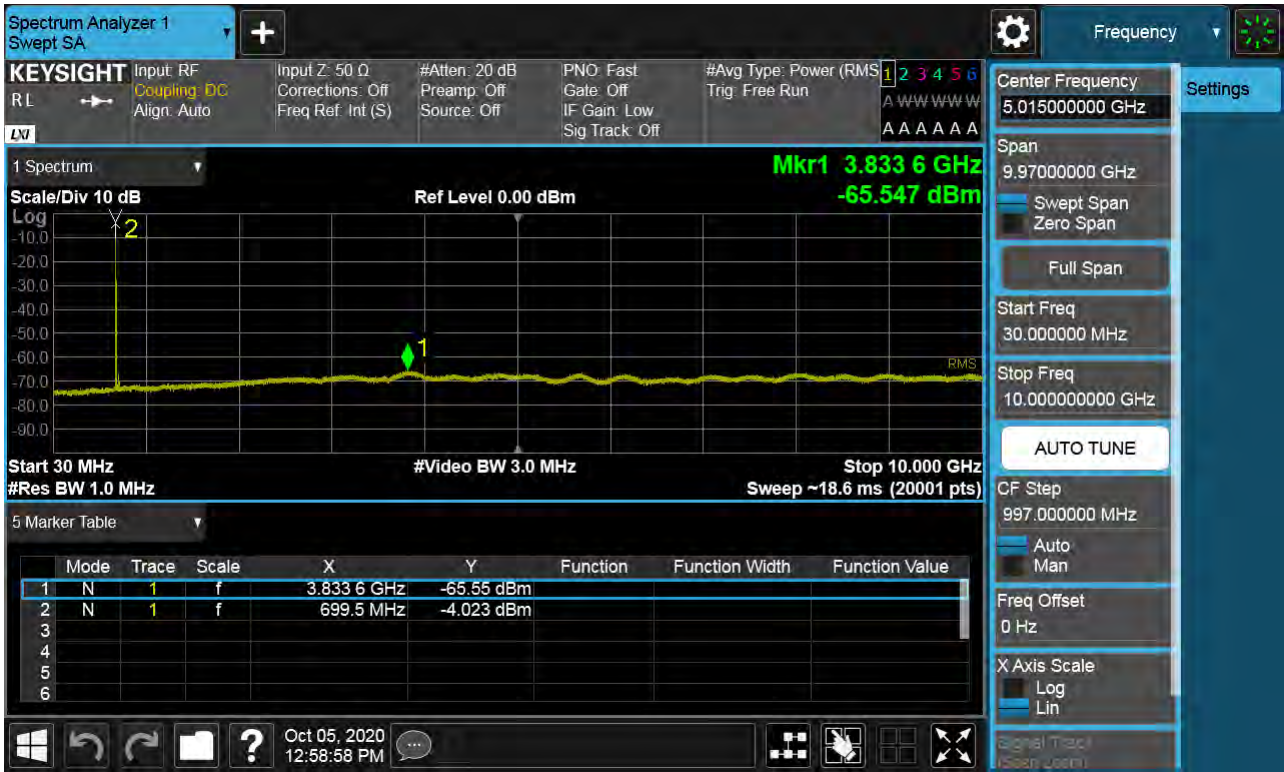 Spectrum Analyzer 1
Swept SA
+
Frequency
KEYSIGHT
R L
LXI
Input: RF
Coupling: DC
Align: Auto
Input Z: 50 Ω
Corrections: Off
Freq Ref: Int (S)
#Atten: 20 dB
Preamp: Off
Source: Off
PNO: Fast
Gate: Off
IF Gain: Low
Sig Track: Off
#Avg Type: Power (RMS
Trig: Free Run
1 2 3 4 5 6
A W W W W W
A A A A A A
1 Spectrum
Mkr1 3.833 6 GHz
-65.547 dBm
Scale/Div 10 dB
Ref Level 0.00 dBm
Log
-10.0
-20.0
-30.0
-40.0
-50.0
-60.0
-70.0
-80.0
-90.0
2
1
RMS
Start 30 MHz
#Video BW 3.0 MHz
Stop 10.000 GHz
#Res BW 1.0 MHz
Sweep ~18.6 ms (20001 pts)
5 Marker Table
Mode Trace Scale X Y Function Function Width Function Value
1 N 1 f 3.833 6 GHz -65.55 dBm
2 N 1 f 699.5 MHz -4.023 dBm
3
4
5
6
?
Oct 05, 2020
12:58:58 PM
Center Frequency
5.015000000 GHz
Settings
Span
9.97000000 GHz
Swept Span
Zero Span
Full Span
Start Freq
30.000000 MHz
Stop Freq
10.000000000 GHz
AUTO TUNE
CF Step
997.000000 MHz
Auto
Man
Freq Offset
0 Hz
X Axis Scale
Log
Lin
Signal Track
(Span Zoom)